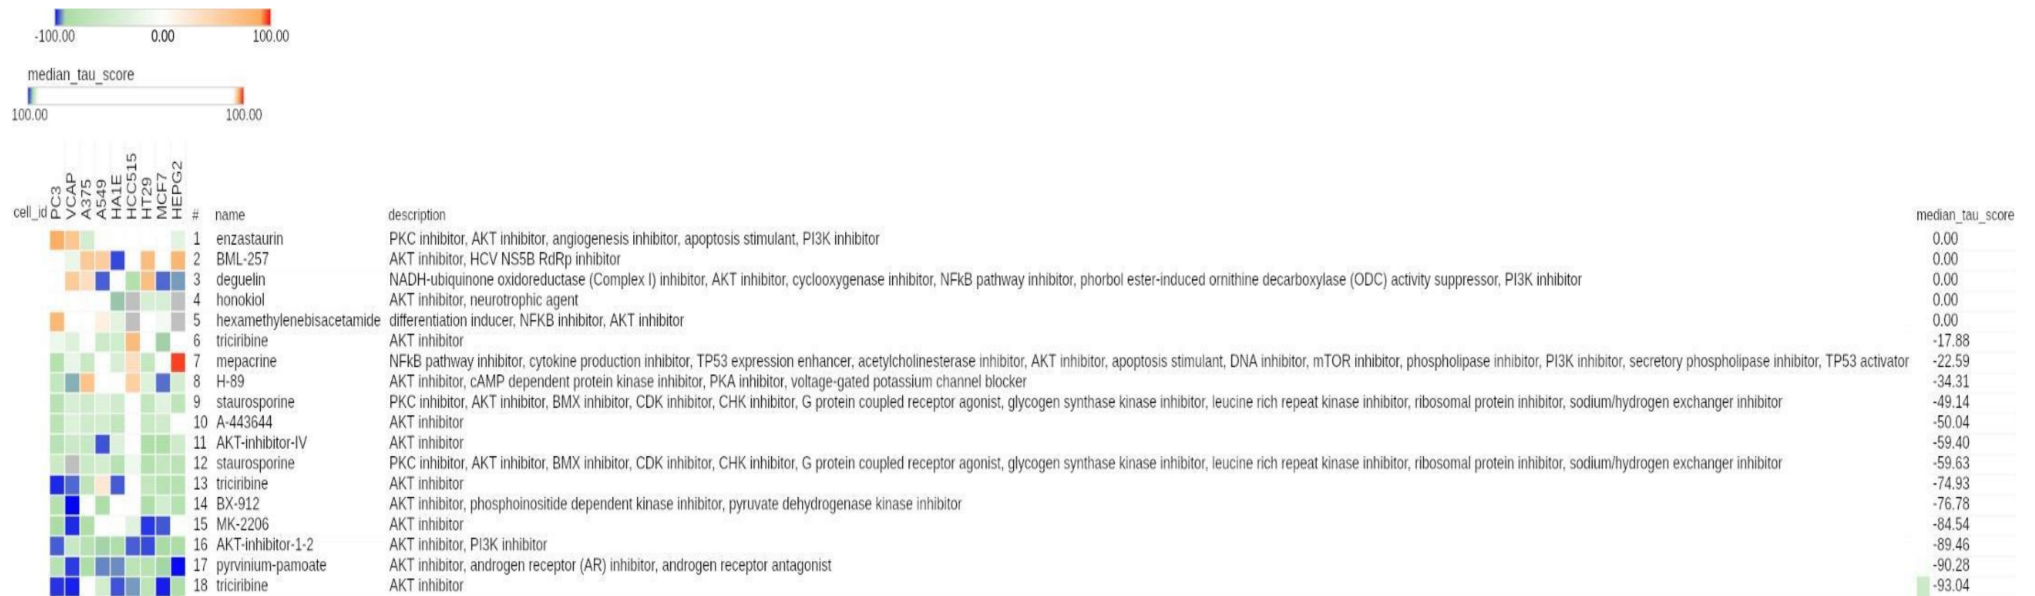 -100.00 0.00 100.00
median_tau_score
100.00 100.00
cell_id PC3 VCAP A375 A549 HA1E HCC515 HT29 MCF7 HEPG2 # name description median_tau_score
1 enzastaurin PKC inhibitor, AKT inhibitor, angiogenesis inhibitor, apoptosis stimulant, PI3K inhibitor 0.00
2 BML-257 AKT inhibitor, HCV NS5B RdRp inhibitor 0.00
3 deguelin NADH-ubiquinone oxidoreductase (Complex I) inhibitor, AKT inhibitor, cyclooxygenase inhibitor, NFkB pathway inhibitor, phorbol ester-induced ornithine decarboxylase (ODC) activity suppressor, PI3K inhibitor 0.00
4 honokiol AKT inhibitor, neurotrophic agent 0.00
5 hexamethylenebisacetamide differentiation inducer, NFKB inhibitor, AKT inhibitor 0.00
6 triciribine AKT inhibitor -17.88
7 mepacrine NFkB pathway inhibitor, cytokine production inhibitor, TP53 expression enhancer, acetylcholinesterase inhibitor, AKT inhibitor, apoptosis stimulant, DNA inhibitor, mTOR inhibitor, phospholipase inhibitor, PI3K inhibitor, secretory phospholipase inhibitor, TP53 activator -22.59
8 H-89 AKT inhibitor, cAMP dependent protein kinase inhibitor, PKA inhibitor, voltage-gated potassium channel blocker -34.31
9 staurosporine PKC inhibitor, AKT inhibitor, BMX inhibitor, CDK inhibitor, CHK inhibitor, G protein coupled receptor agonist, glycogen synthase kinase inhibitor, leucine rich repeat kinase inhibitor, ribosomal protein inhibitor, sodium/hydrogen exchanger inhibitor -49.14
10 A-443644 AKT inhibitor -50.04
11 AKT-inhibitor-IV AKT inhibitor -59.40
12 staurosporine PKC inhibitor, AKT inhibitor, BMX inhibitor, CDK inhibitor, CHK inhibitor, G protein coupled receptor agonist, glycogen synthase kinase inhibitor, leucine rich repeat kinase inhibitor, ribosomal protein inhibitor, sodium/hydrogen exchanger inhibitor -59.63
13 triciribine AKT inhibitor -74.93
14 BX-912 AKT inhibitor, phosphoinositide dependent kinase inhibitor, pyruvate dehydrogenase kinase inhibitor -76.78
15 MK-2206 AKT inhibitor -84.54
16 AKT-inhibitor-1-2 AKT inhibitor, PI3K inhibitor -89.46
17 pyrvinium-pamoate AKT inhibitor, androgen receptor (AR) inhibitor, androgen receptor antagonist -90.28
18 triciribine AKT inhibitor -93.04